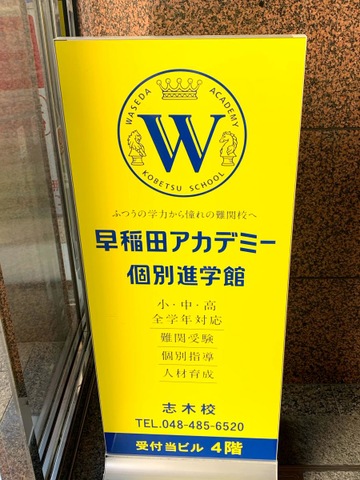 WASEDA ACADEMY
W
KOBETSU SCHOOL
ふつうの学力から憧れの難関校へ
早稲田アカデミー
個別進学館
小・中・高
全学年対応
難関受験
個別指導
人材育成
志木校
TEL.048-485-6520
受付当ビル 4階